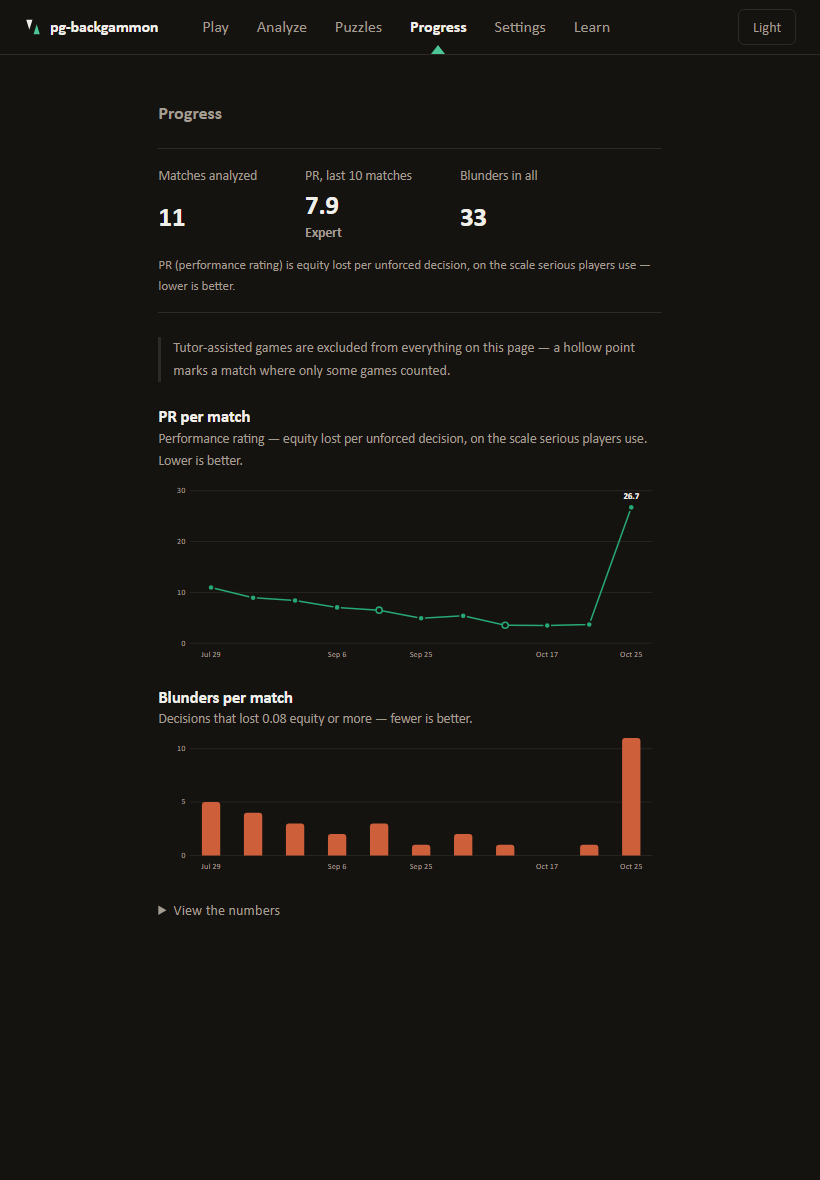 pg-backgammon Play Analyze Puzzles Progress Settings Learn Light
Progress
Matches analyzed PR, last 10 matches Blunders in all
11 7.9 33
Expert
PR (performance rating) is equity lost per unforced decision, on the scale serious players use —
lower is better.
Tutor-assisted games are excluded from everything on this page — a hollow point
marks a match where only some games counted.
PR per match
Performance rating — equity lost per unforced decision, on the scale serious players use.
Lower is better.
30
26.7
20
10
0
Jul 29 Sep 6 Sep 25 Oct 17 Oct 25
Blunders per match
Decisions that lost 0.08 equity or more — fewer is better.
10
5
0
Jul 29 Sep 6 Sep 25 Oct 17 Oct 25
View the numbers